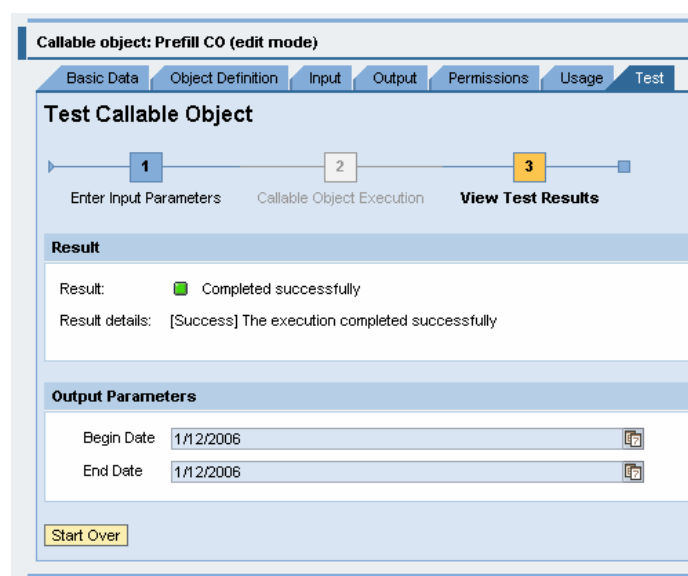 Callable object: Prefill CO (edit mode)
Basic Data Object Definition Input Output Permissions Usage Test
Test Callable Object
1 2 3
Enter Input Parameters Callable Object Execution View Test Results
Result
Result: Completed successfully
Result details: [Success] The execution completed successfully
Output Parameters
Begin Date 1/12/2006
End Date 1/12/2006
Start Over